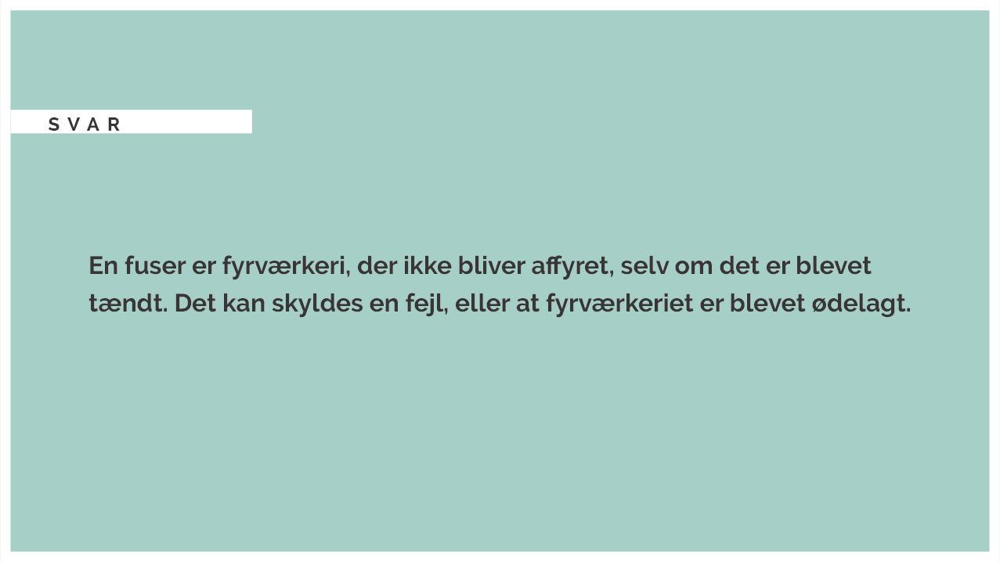 SVAR
En fuser er fyrværkeri, der ikke bliver affyret, selv om det er blevet
tændt. Det kan skyldes en fejl, eller at fyrværkeriet er blevet ødelagt.